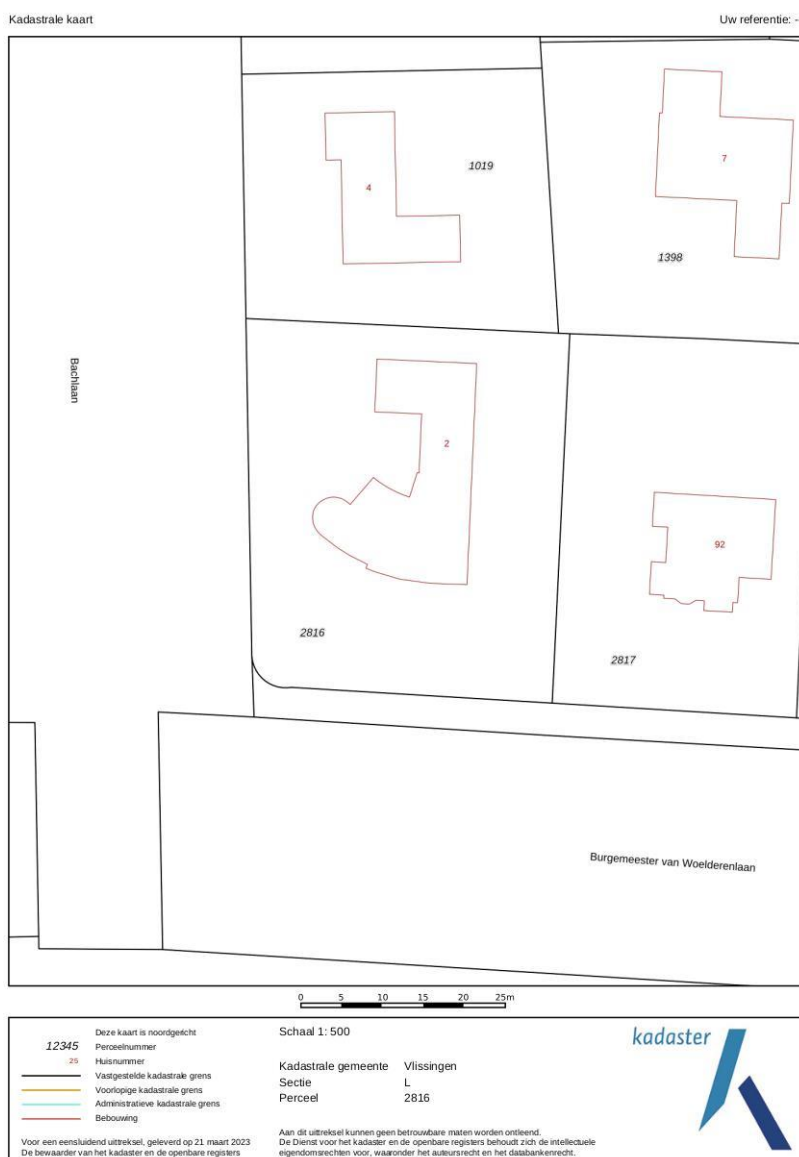 Kadastrale kaart
Uw referentie: --
4
1019
7
1398
Bachlaan
2
92
2816
2817
Burgemeester van Woelderenlaan
0 5 10 15 20 25m
Deze kaart is noordgericht
12345 Perceelnummer
25 Huisnummer
Vastgestelde kadastrale grens
Voorlopige kadastrale grens
Administratieve kadastrale grens
Bebouwing
Voor een eensluidend uittreksel, geleverd op 21 maart 2023
De bewaarder van het kadaster en de openbare registers
Schaal 1: 500
Kadastrale gemeente Vlissingen
Sectie L
Perceel 2816
Aan dit uittreksel kunnen geen betrouwbare maten worden ontleend.
De Dienst voor het kadaster en de openbare registers behoudt zich de intellectuele
eigendomsrechten voor, waaronder het auteursrecht en het databankenrecht.
kadaster